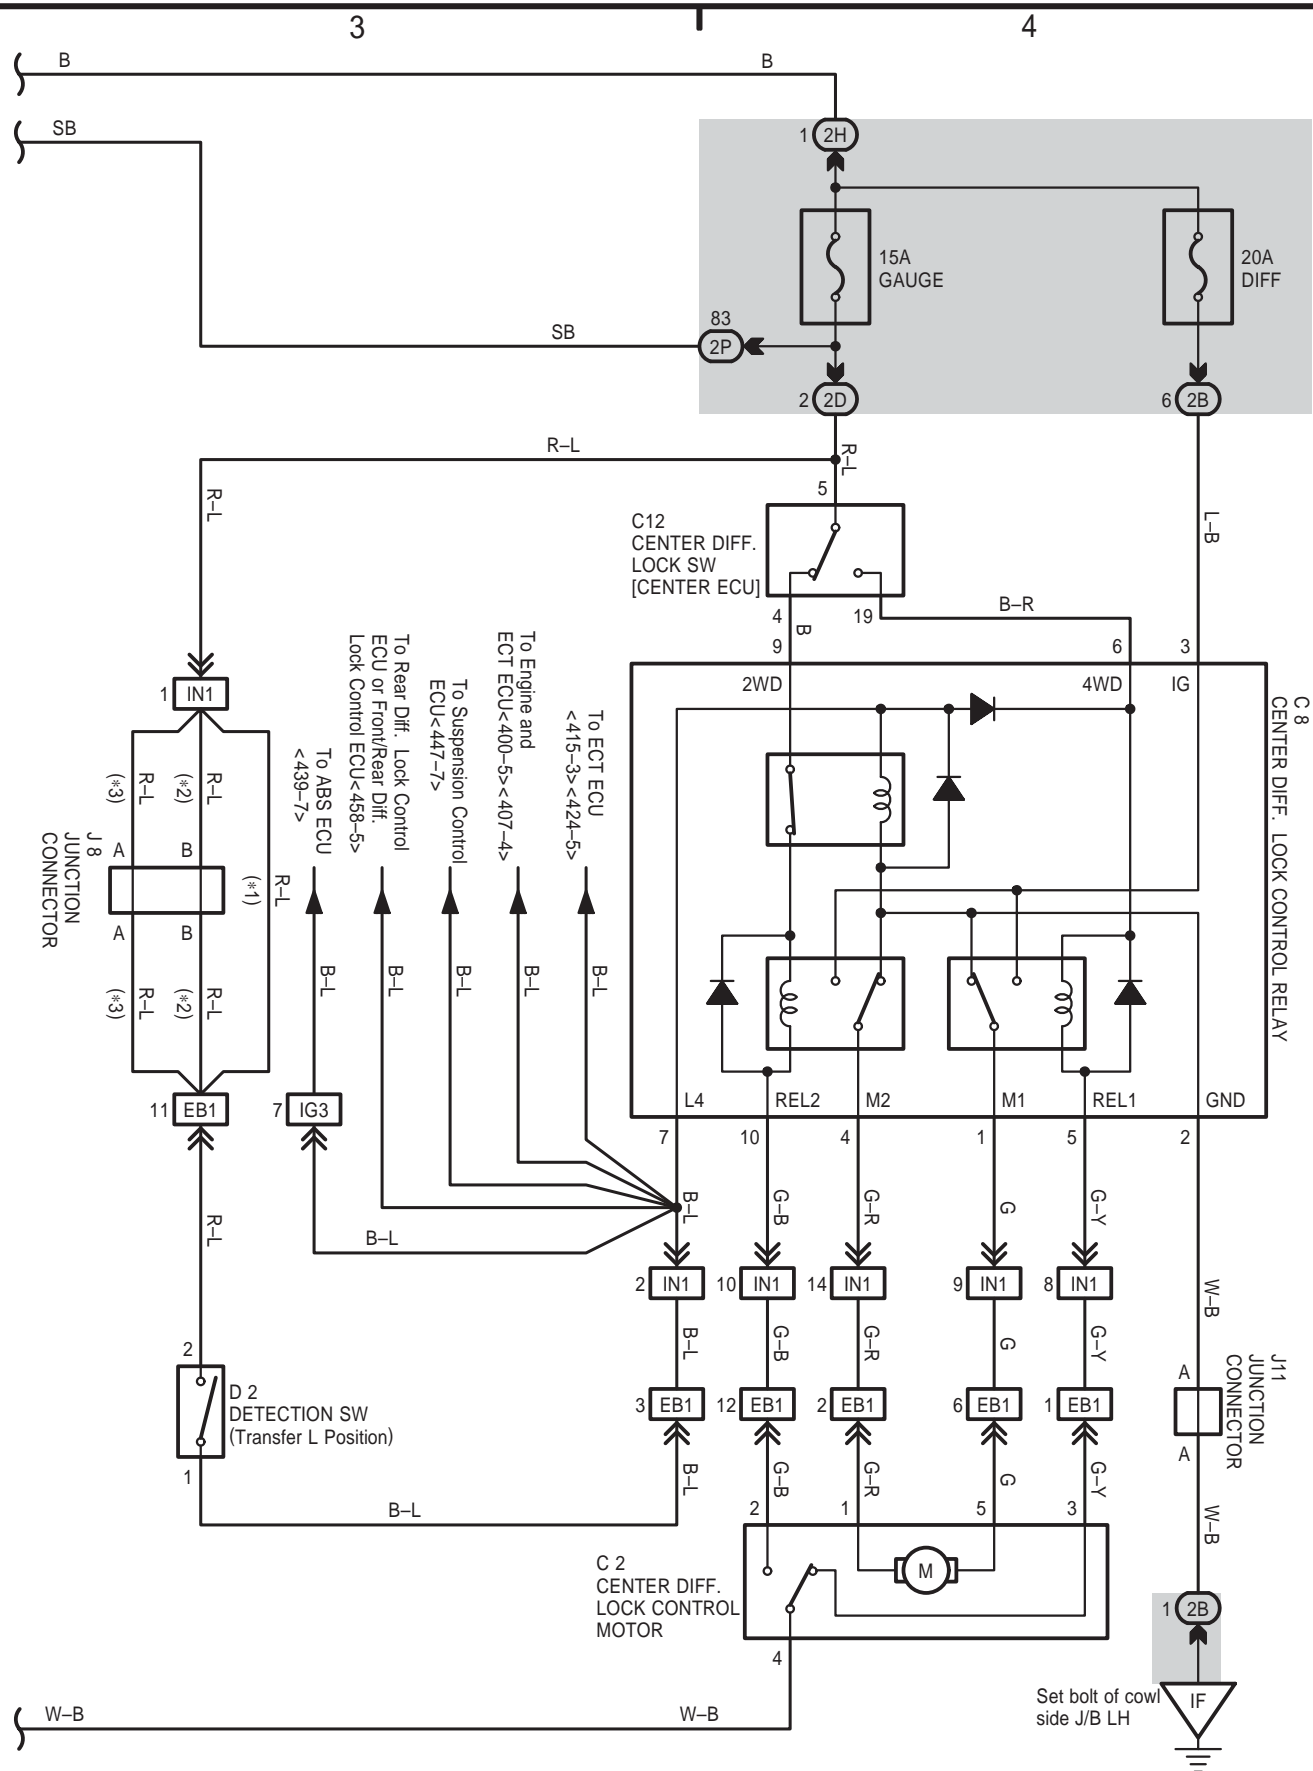 3
4
B
B
SB
1
2H
15A
GAUGE
20A
DIFF
83
SB
2P
2
2D
6
2B
R–L
R–L
R–L
5
C12
CENTER DIFF.
LOCK SW
[CENTER ECU]
L–B
4
19
B–R
B
9
6
3
2WD
4WD
IG
C 8
CENTER DIFF. LOCK CONTROL RELAY
1
IN1
To ABS ECU
<439–7>
To Rear Diff. Lock Control
ECU or Front/Rear Diff.
Lock Control ECU<458–5>
To Suspension Control
ECU<447–7>
To Engine and
ECT ECU<400–5><407–4>
To ECT ECU
<415–3><424–5>
R–L
(*3)
R–L
(*2)
R–L
(*1)
J 8
JUNCTION
CONNECTOR
A
B
A
B
R–L
(*3)
R–L
(*2)
B–L
B–L
B–L
B–L
B–L
11
EB1
7
IG3
L4
REL2
M2
M1
REL1
GND
7
10
4
1
5
2
B–L
G–B
G–R
G
G–Y
R–L
B–L
2
IN1
10
IN1
14
IN1
9
IN1
8
IN1
W–B
B–L
G–B
G–R
G
G–Y
J11
JUNCTION
CONNECTOR
2
A
D 2
DETECTION SW
(Transfer L Position)
3
EB1
12
EB1
2
EB1
6
EB1
1
EB1
A
1
B–L
G–B
G–R
G
G–Y
B–L
2
1
5
3
W–B
C 2
CENTER DIFF.
LOCK CONTROL
MOTOR
M
1
2B
4
Set bolt of cowl
side J/B LH
IF
W–B
W–B